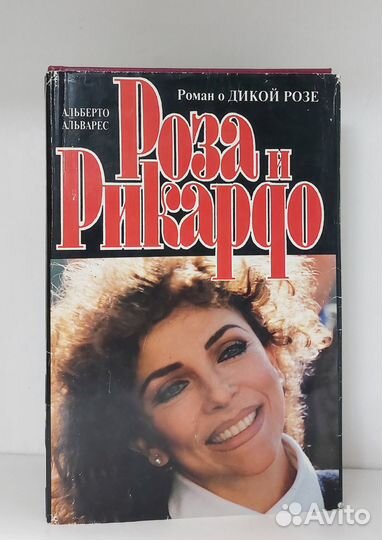 Роман о ДИКОЙ РОЗЕ
АЛЬБЕРТО
АЛЬВАРЕС
Роза и
Рикардо
Avito